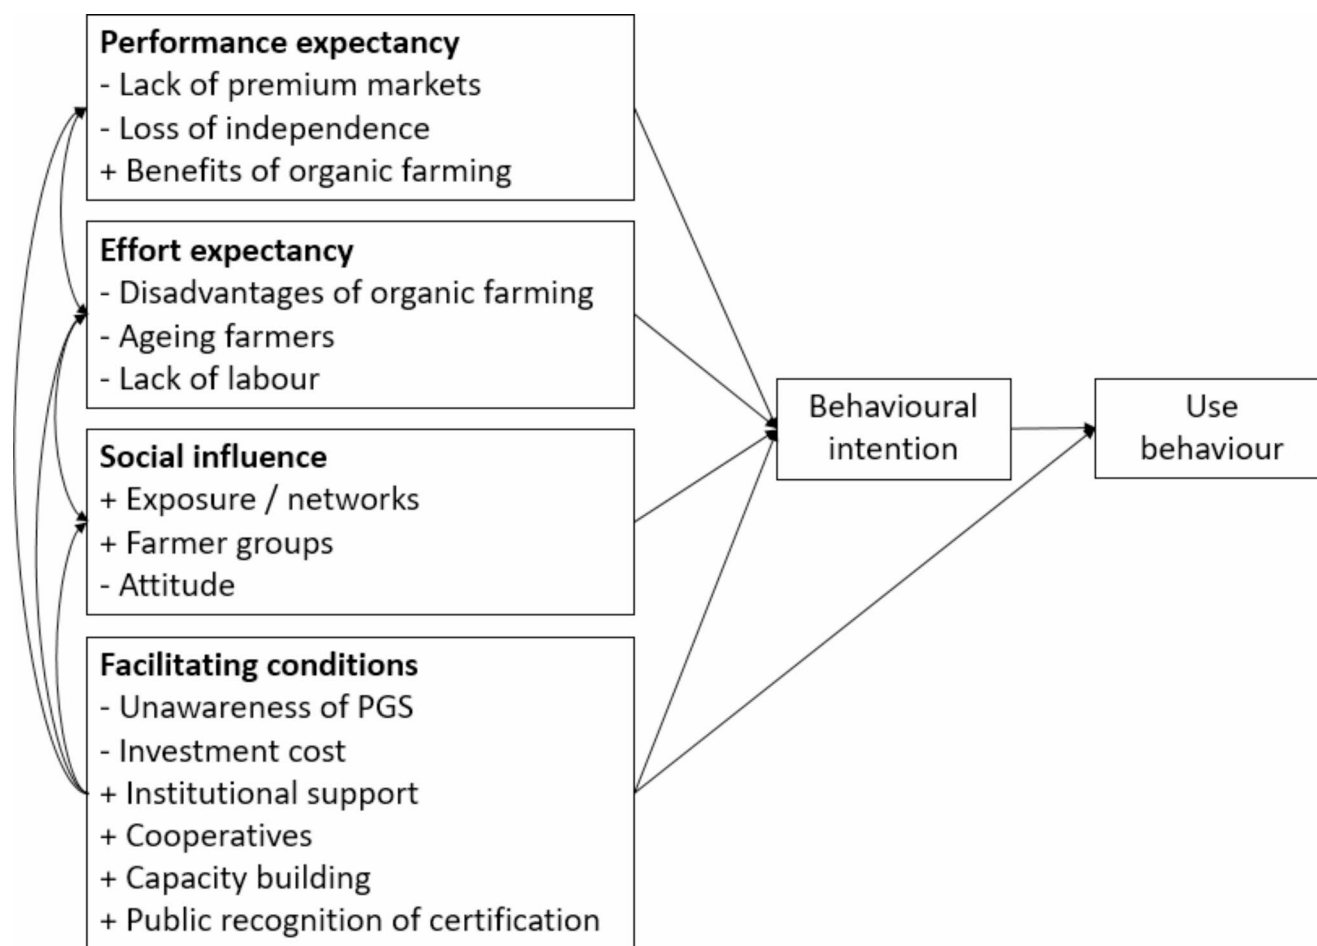 Performance expectancy
- Lack of premium markets
- Loss of independence
+ Benefits of organic farming
Effort expectancy
- Disadvantages of organic farming
- Ageing farmers
- Lack of labour
Social influence
+ Exposure / networks
+ Farmer groups
- Attitude
Facilitating conditions
- Unawareness of PGS
- Investment cost
+ Institutional support
+ Cooperatives
+ Capacity building
+ Public recognition of certification
Behavioural
intention
Use
behaviour